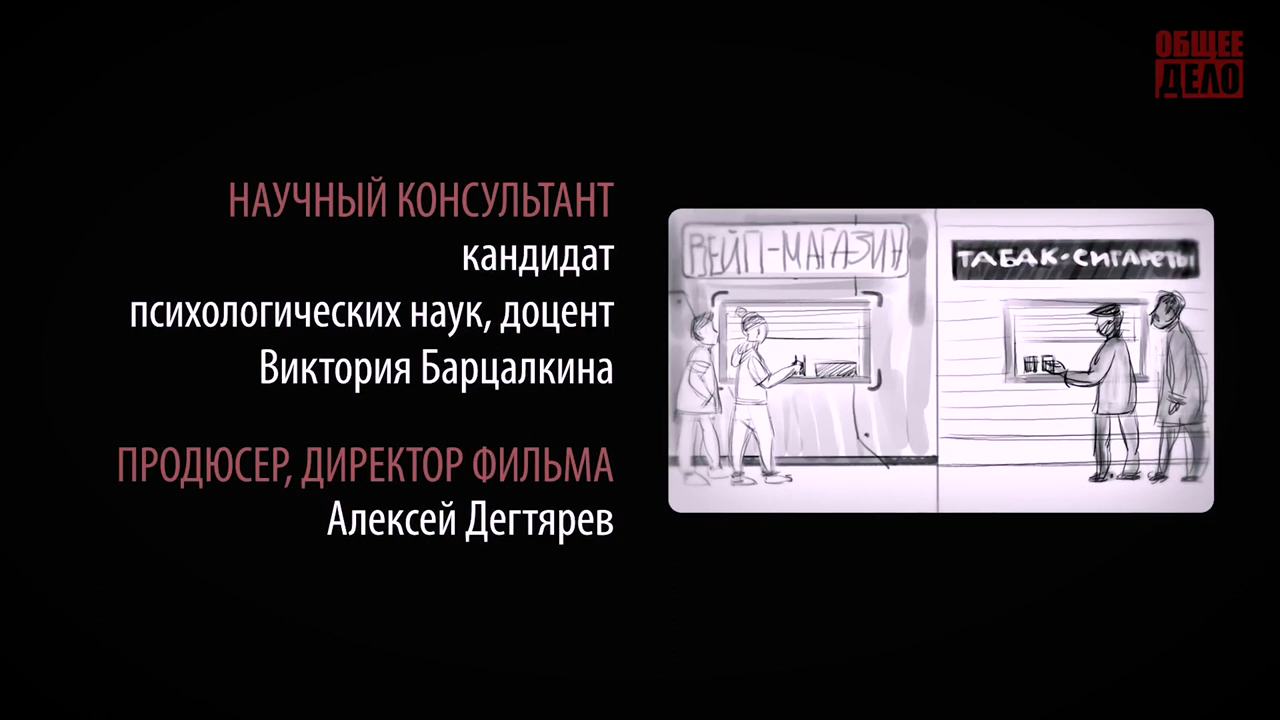 ОБЩЕЕ
ДЕЛО
НАУЧНЫЙ КОНСУЛЬТАНТ
кандидат
психологических наук, доцент
Виктория Барцалкина
ПРОДЮСЕР, ДИРЕКТОР ФИЛЬМА
Алексей Дегтярев
ВЕЙП-МАГАЗИН
ТАБАК-СИГАРЕТЫ